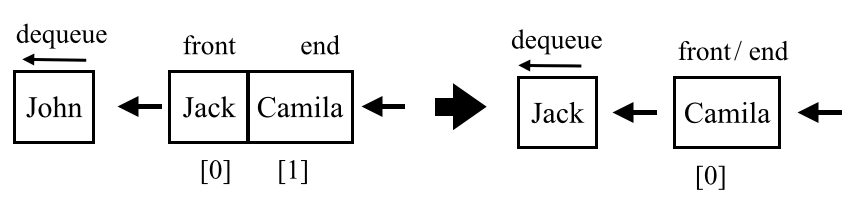 dequeue front end
John Jack Camila
[0] [1]
dequeue front / end
Jack Camila
[0]